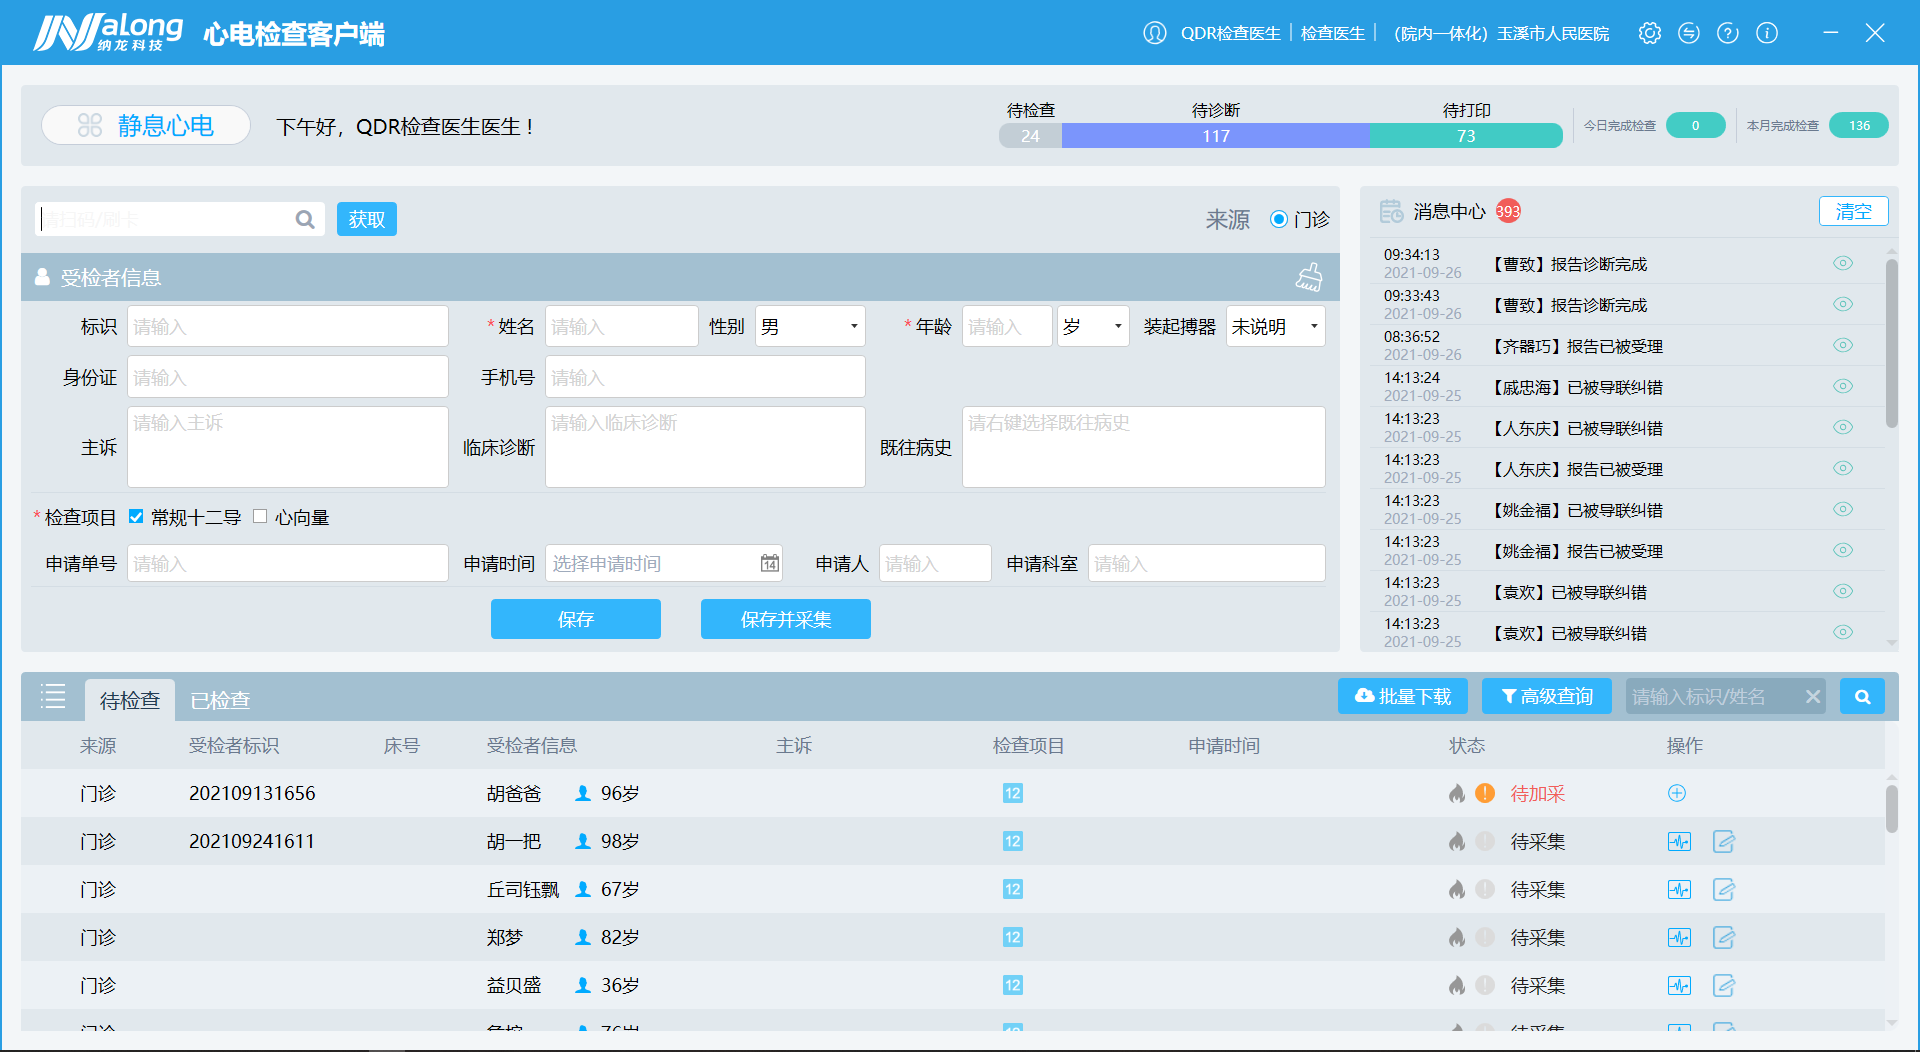 NaLong 纳龙科技 心电检查客户端
QDR检查医生 检查医生 （院内一体化）玉溪市人民医院
静息心电
下午好，QDR检查医生医生！
待检查 待诊断 待打印
24 117 73
今日完成检查 0 本月完成检查 136
请扫码/刷卡 获取 来源 门诊
受检者信息
标识 请输入 *姓名 请输入 性别 男 *年龄 请输入 岁 装起搏器 未说明
身份证 请输入 手机号 请输入
主诉 请输入主诉 临床诊断 请输入临床诊断 既往病史 请右键选择既往病史
*检查项目 常规十二导 心向量
申请单号 请输入 申请时间 选择申请时间 14 申请人 请输入 申请科室 请输入
保存 保存并采集
消息中心 393 清空
09:34:13
2021-09-26
【曹致】报告诊断完成
09:33:43
2021-09-26
【曹致】报告诊断完成
08:36:52
2021-09-26
【齐器巧】报告已被受理
14:13:24
2021-09-25
【戚忠海】已被导联纠错
14:13:23
2021-09-25
【人东庆】已被导联纠错
14:13:23
2021-09-25
【人东庆】报告已被受理
14:13:23
2021-09-25
【姚金福】已被导联纠错
14:13:23
2021-09-25
【姚金福】报告已被受理
14:13:23
2021-09-25
【袁欢】已被导联纠错
14:13:23
2021-09-25
【袁欢】已被导联纠错
待检查 已检查 批量下载 高级查询 请输入标识/姓名
来源 受检者标识 床号 受检者信息 主诉 检查项目 申请时间 状态 操作
门诊 202109131656 胡爸爸 96岁 12 待加采
门诊 202109241611 胡一把 98岁 12 待采集
门诊 丘司钰飘 67岁 12 待采集
门诊 郑梦 82岁 12 待采集
门诊 益贝盛 36岁 12 待采集
门诊 76岁 12 待采集